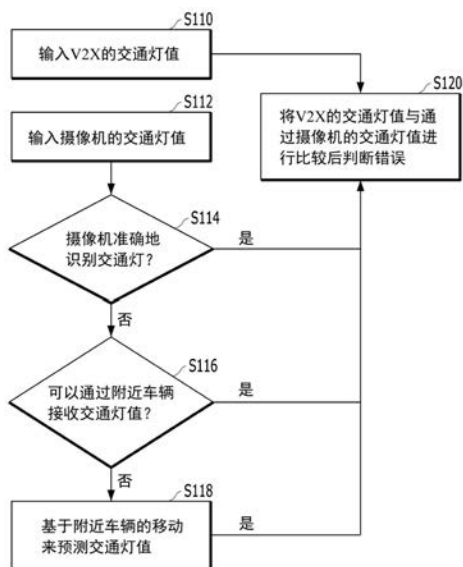 S110
输入V2X的交通灯值
S112
输入摄像机的交通灯值
S120
将V2X的交通灯值与通
过摄像机的交通灯值进
行比较后判断错误
S114
摄像机准确地
识别交通灯？
是
否
S116
可以通过附近车辆
接收交通灯值？
是
否
S118
基于附近车辆的移动
来预测交通灯值
是